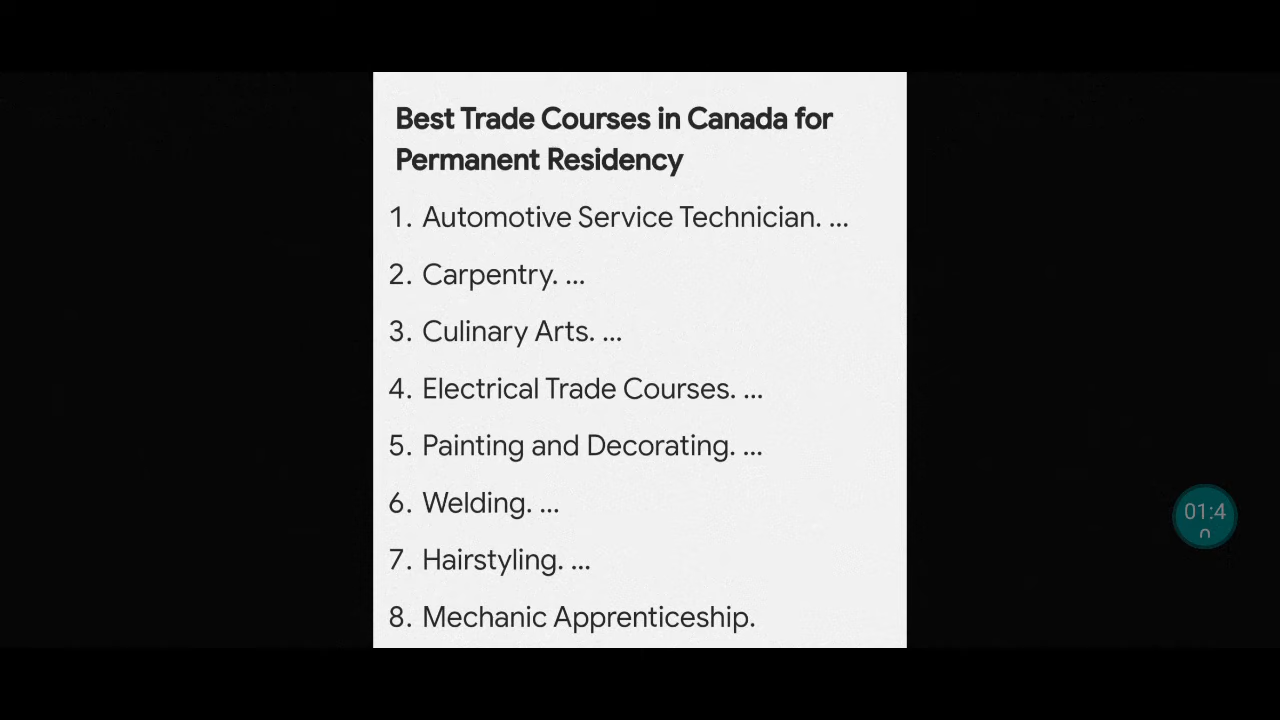 Best Trade Courses in Canada for
Permanent Residency
1. Automotive Service Technician. ...
2. Carpentry. ...
3. Culinary Arts. ...
4. Electrical Trade Courses. ...
5. Painting and Decorating. ...
6. Welding. ...
7. Hairstyling. ...
8. Mechanic Apprenticeship.
01:4